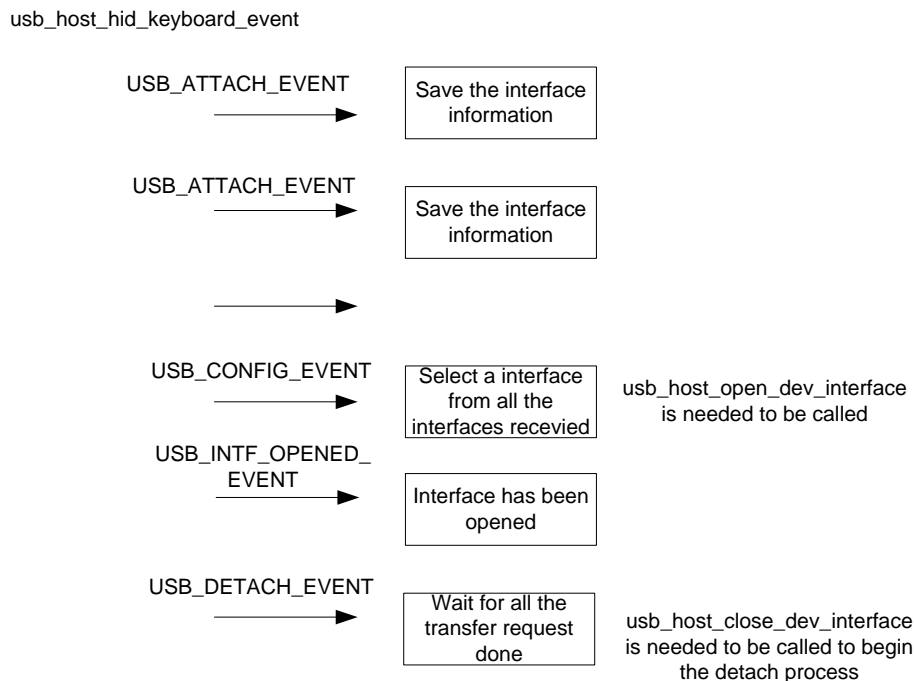 usb_host_hid_keyboard_event
USB_ATTACH_EVENT
Save the interface
information
USB_ATTACH_EVENT
Save the interface
information
USB_CONFIG_EVENT
Select a interface
from all the
interfaces recevied
usb_host_open_dev_interface
is needed to be called
USB_INTF_OPENED_
EVENT
Interface has been
opened
USB_DETACH_EVENT
Wait for all the
transfer request
done
usb_host_close_dev_interface
is needed to be called to begin
the detach process